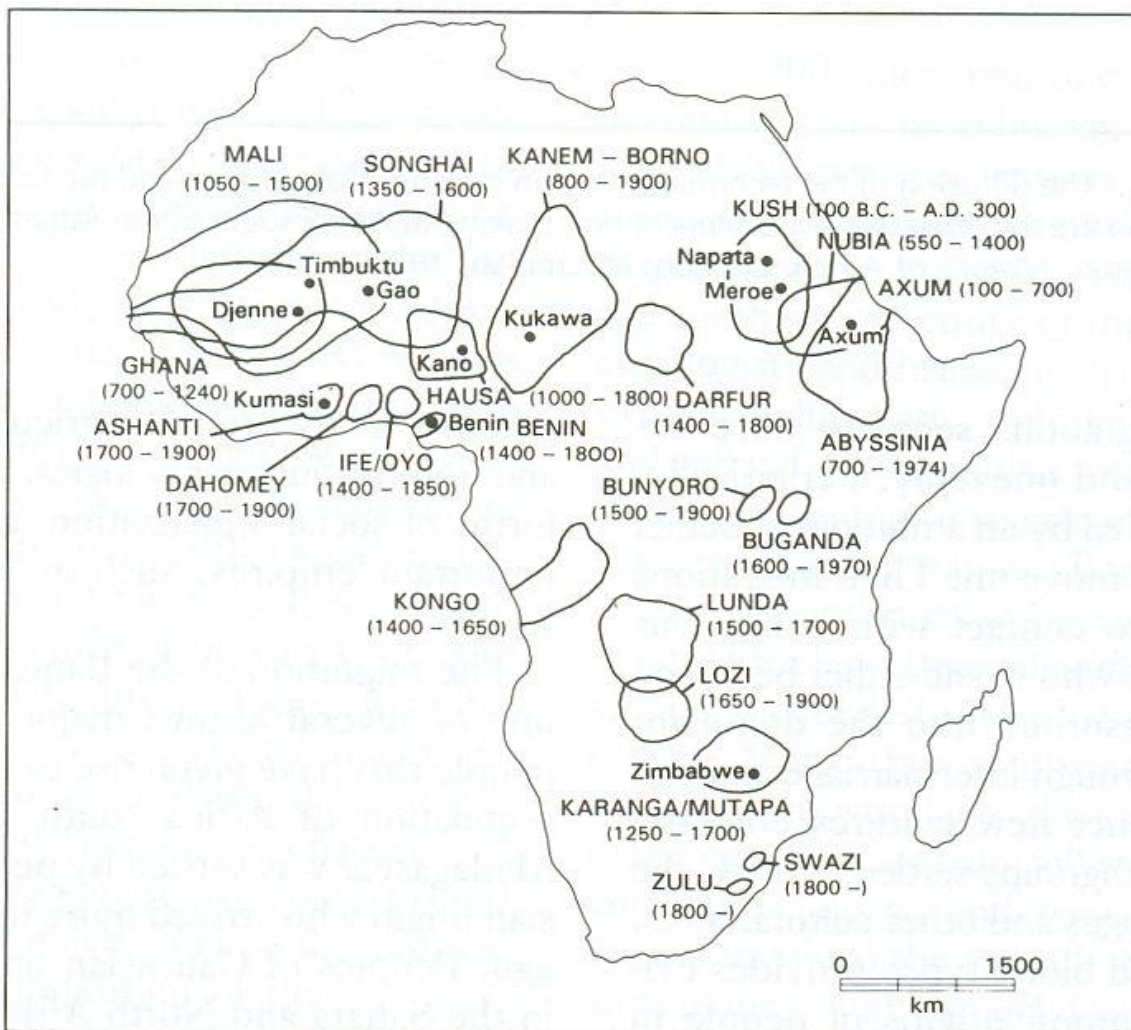 MALI
(1050 – 1500)
SONGHAI
(1350 – 1600)
KANEM – BORNO
(800 – 1900)
KUSH (100 B.C. – A.D. 300)
NUBIA (550 – 1400)
AXUM (100 – 700)
Napata
Meroe
Axum
Timbuktu
Gao
Djenne
Kano
Kukawa
GHANA
(700 – 1240)
Kumasi
HAUSA (1000 – 1800)
DARFUR
(1400 – 1800)
ASHANTI
(1700 – 1900)
Benin
BENIN
(1400 – 1800)
ABYSSINIA
(700 – 1974)
IFE/OYO
(1400 – 1850)
DAHOMEY
(1700 – 1900)
BUNYORO
(1500 – 1900)
BUGANDA
(1600 – 1970)
KONGO
(1400 – 1650)
LUNDA
(1500 – 1700)
LOZI
(1650 – 1900)
Zimbabwe
KARANGA/MUTAPA
(1250 – 1700)
SWAZI
(1800 –)
ZULU
(1800 –)
0 1500
km